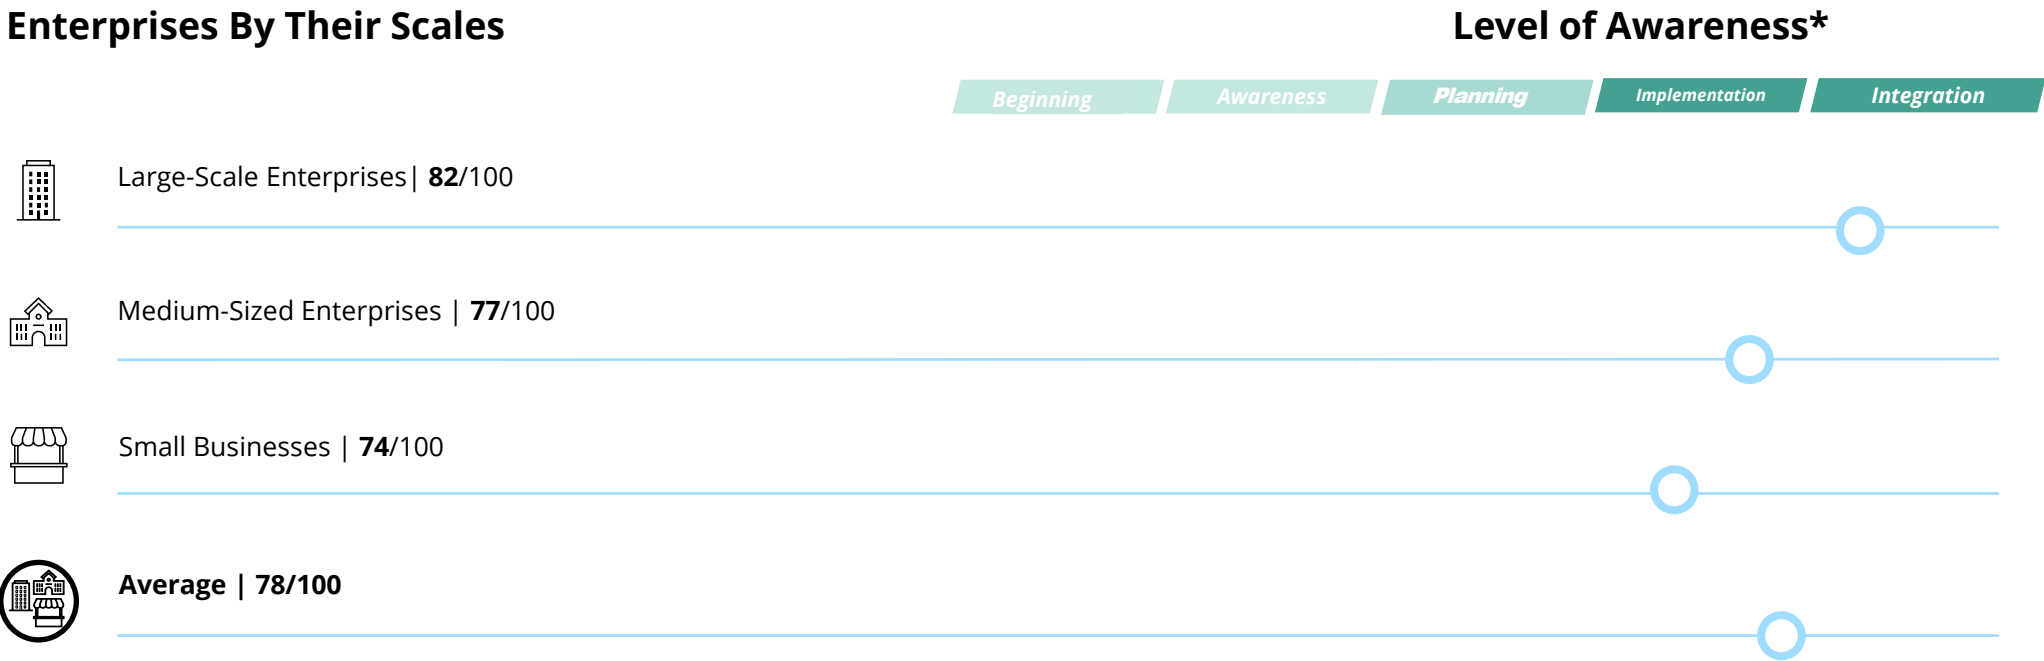 Enterprises By Their Scales
Level of Awareness*
Beginning
Awareness
Planning
Implementation
Integration
Large-Scale Enterprises| 82/100
Medium-Sized Enterprises | 77/100
Small Businesses | 74/100
Average | 78/100